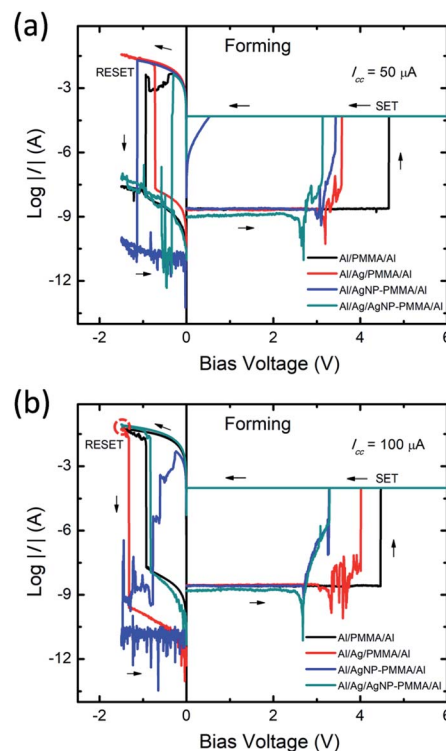 (a)
Forming
RESET
I_cc = 50 μA
SET
-3
-6
-9
-12
Log |I| (A)
Al/PMMA/Al
Al/Ag/PMMA/Al
Al/AgNP-PMMA/Al
Al/Ag/AgNP-PMMA/Al
-2 0 2 4 6
Bias Voltage (V)
(b)
Forming
RESET
I_cc = 100 μA
SET
-3
-6
-9
-12
Log |I| (A)
Al/PMMA/Al
Al/Ag/PMMA/Al
Al/AgNP-PMMA/Al
Al/Ag/AgNP-PMMA/Al
-2 0 2 4 6
Bias Voltage (V)